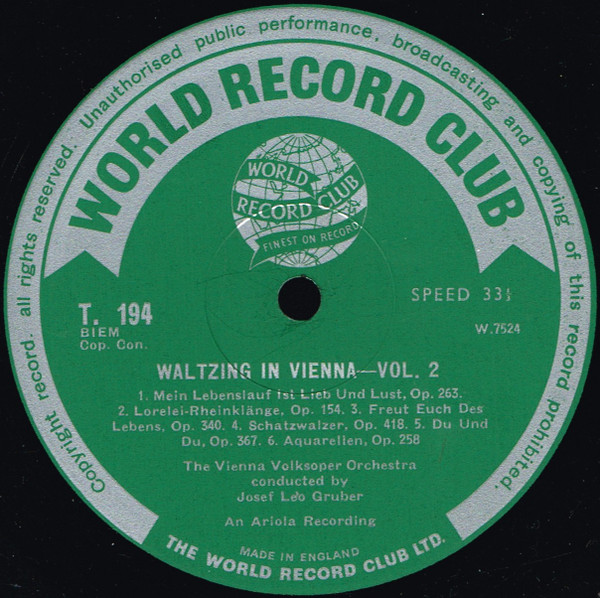 Copyright record. all rights reserved. Unauthorised public performance, broadcasting and copying of this record prohibited.
WORLD RECORD CLUB
WORLD
RECORD CLUB
FINEST ON RECORD
T. 194
BIEM
Cop. Con.
SPEED 33⅓
W.7524
WALTZING IN VIENNA—VOL. 2
1. Mein Lebenslauf ist Lieb Und Lust, Op. 263.
2. Lorelei-Rheinklänge, Op. 154. 3. Freut Euch Des
Lebens, Op. 340. 4. Schatzwalzer, Op. 418. 5. Du Und
Du, Op. 367. 6. Aquarellen, Op. 258
The Vienna Volksoper Orchestra
conducted by
Josef Leo Gruber
An Ariola Recording
MADE IN ENGLAND
THE WORLD RECORD CLUB LTD.